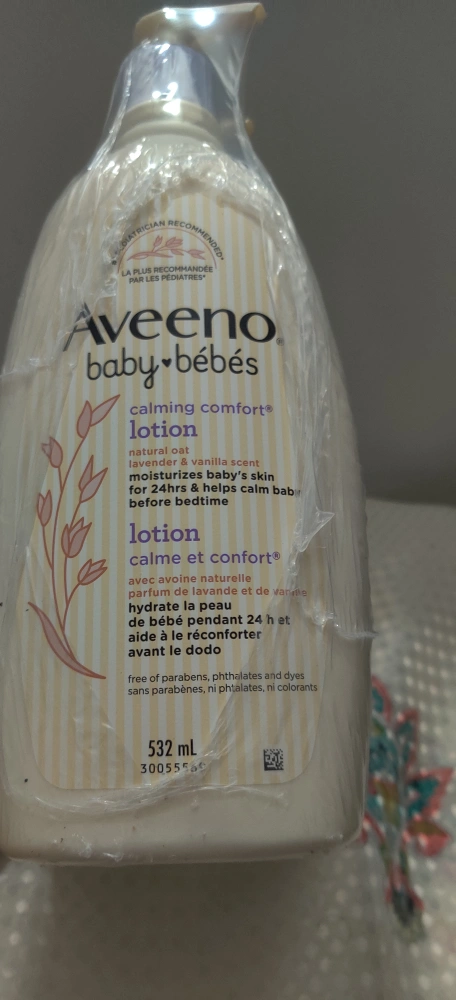 PEDIATRICIAN RECOMMENDED*
LA PLUS RECOMMANDÉE
PAR LES PÉDIATRES*
Aveeno®
baby♥bébés
calming comfort®
lotion
natural oat
lavender & vanilla scent
moisturizes baby's skin
for 24hrs & helps calm baby
before bedtime
lotion
calme et confort®
avec avoine naturelle
parfum de lavande et de vanille
hydrate la peau
de bébé pendant 24 h et
aide à le réconforter
avant le dodo
free of parabens, phthalates and dyes
sans parabènes, ni phtalates, ni colorants
532 mL